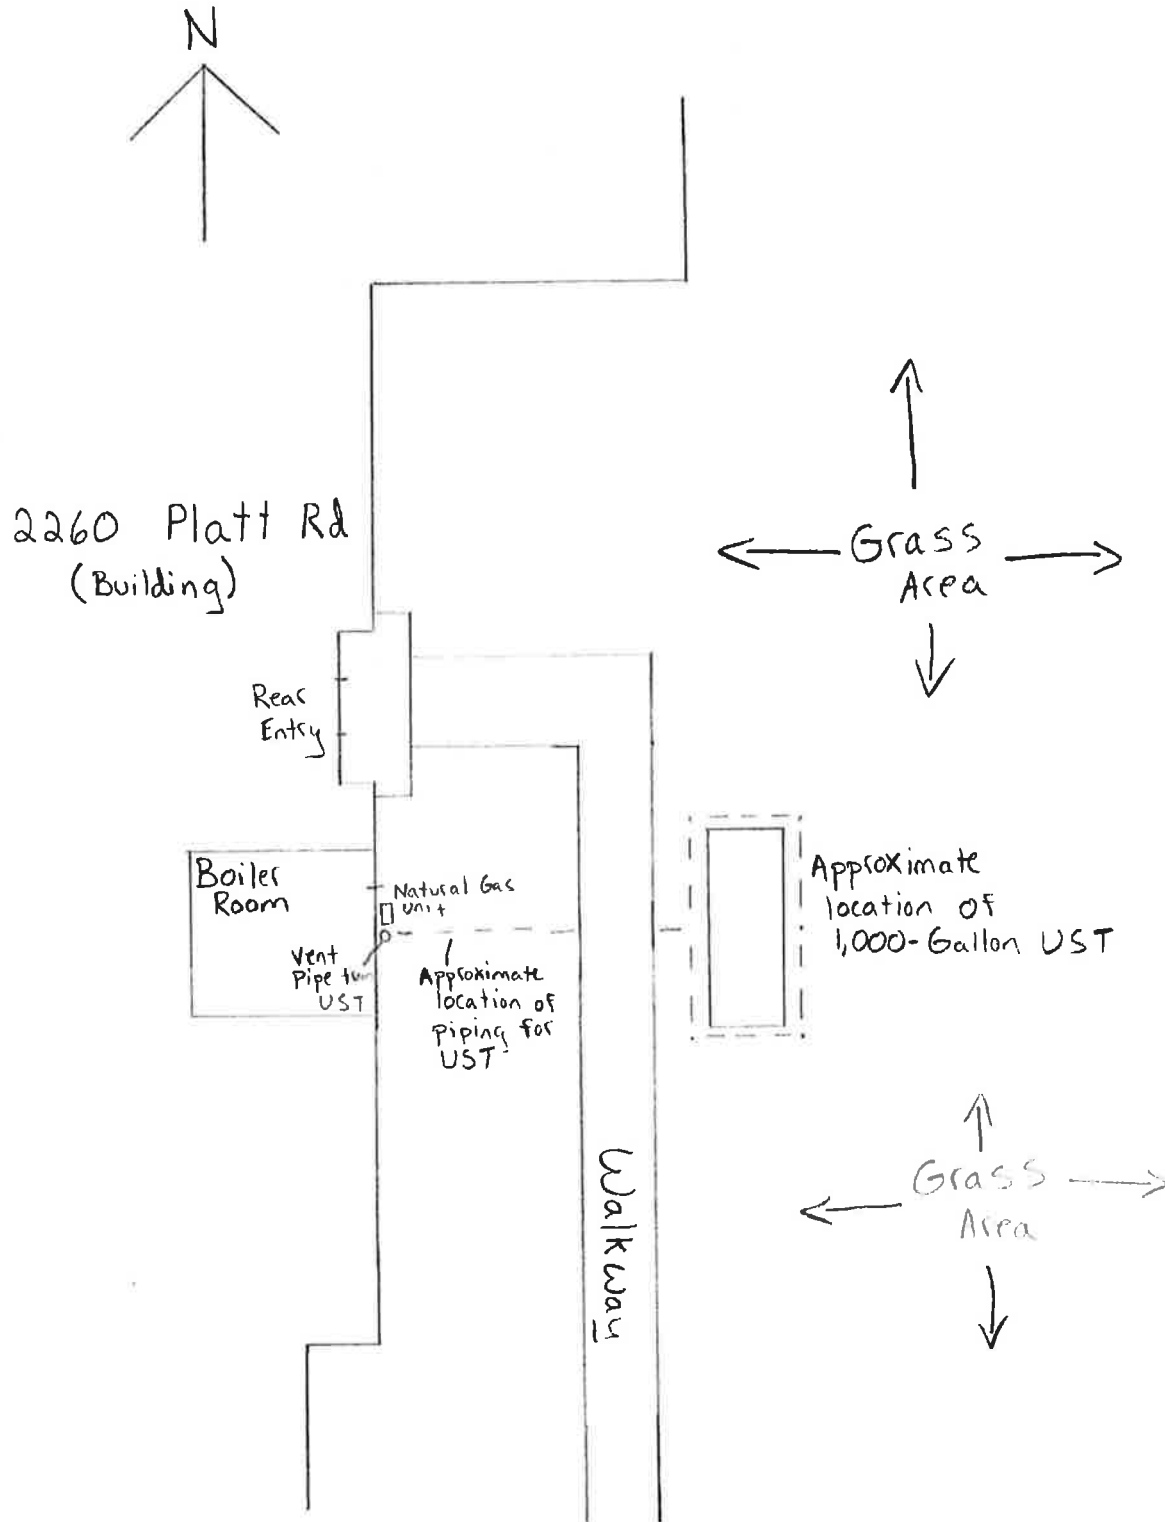 N
2260 Platt Rd
(Building)
Grass
Area
Rear
Entry
Boiler
Room
Natural Gas
Unit
Vent
Pipe
UST
Approximate
location of
piping for
UST
Approximate
location of
1,000-Gallon UST
Walkway
Grass
Area